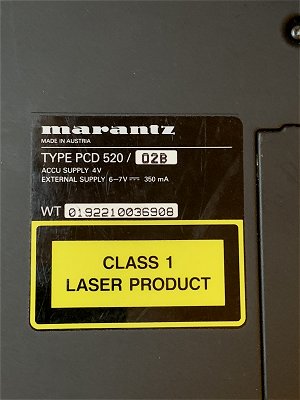 marantz
MADE IN AUSTRIA
TYPE PCD 520 / 02B
ACCU SUPPLY 4V
EXTERNAL SUPPLY 6–7V⎓ 350 mA
WT 0192210036908
CLASS 1
LASER PRODUCT